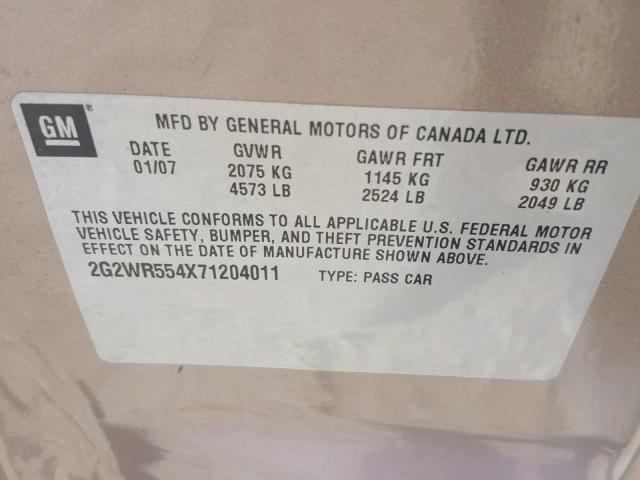 GM ®
MFD BY GENERAL MOTORS OF CANADA LTD.
DATE GVWR GAWR FRT GAWR RR
01/07 2075 KG 1145 KG 930 KG
4573 LB 2524 LB 2049 LB
THIS VEHICLE CONFORMS TO ALL APPLICABLE U.S. FEDERAL MOTOR
VEHICLE SAFETY, BUMPER, AND THEFT PREVENTION STANDARDS IN
EFFECT ON THE DATE OF MANUFACTURE SHOWN ABOVE.
2G2WR554X71204011 TYPE: PASS CAR